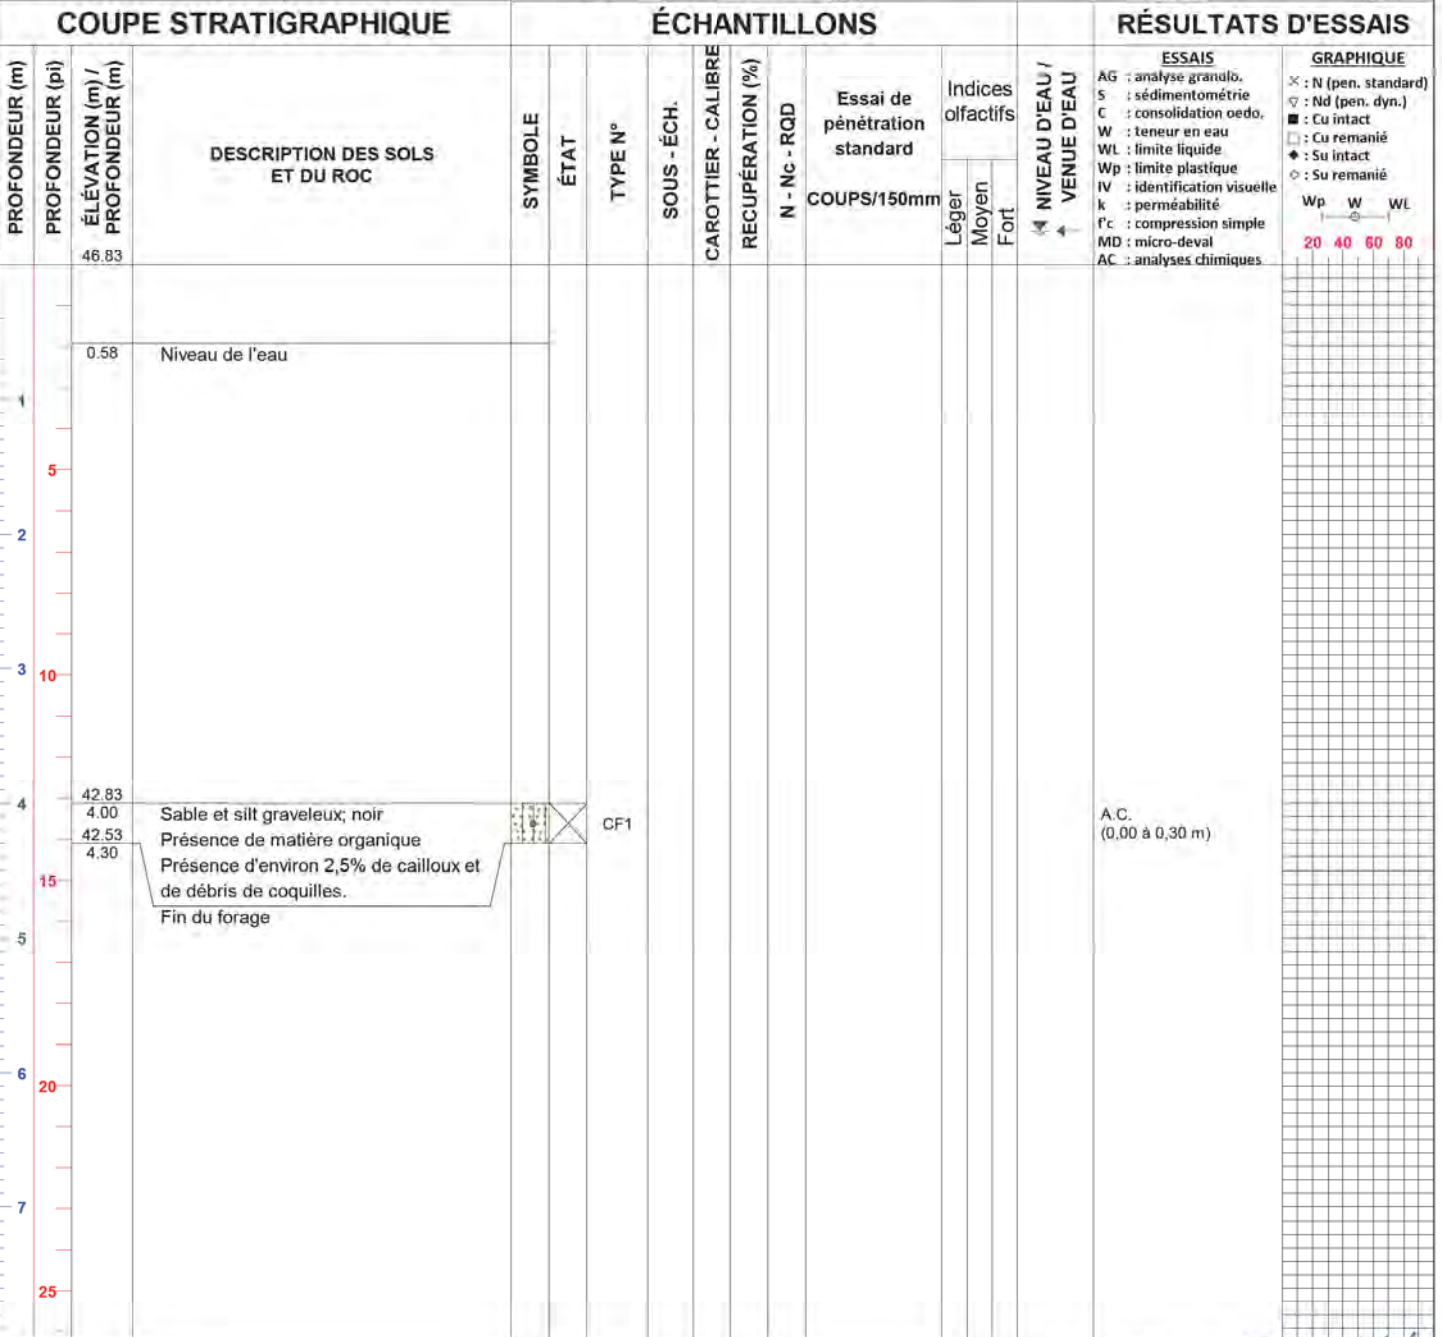 COUPE STRATIGRAPHIQUE
ÉCHANTILLONS
RÉSULTATS D'ESSAIS
PROFONDEUR (m)
PROFONDEUR (pi)
ÉLÉVATION (m) /
PROFONDEUR (m)
46.83
DESCRIPTION DES SOLS
ET DU ROC
SYMBOLE
ÉTAT
TYPE N°
SOUS - ÉCH.
CAROTTIER - CALIBRE
RECUPÉRATION (%)
N - Nc - RQD
Essai de
pénétration
standard
COUPS/150mm
Indices
olfactifs
Léger
Moyen
Fort
NIVEAU D'EAU /
VENUE D'EAU
ESSAIS
AG : analyse granulo.
S : sédimentométrie
C : consolidation oedo.
W : teneur en eau
WL : limite liquide
Wp : limite plastique
IV : identification visuelle
k : perméabilité
f'c : compression simple
MD : micro-deval
AC : analyses chimiques
GRAPHIQUE
× : N (pen. standard)
▽ : Nd (pen. dyn.)
■ : Cu intact
□ : Cu remanié
◆ : Su intact
◇ : Su remanié
Wp W WL
20 40 60 80
0.58 Niveau de l'eau
1
5
2
3
10
4
42.83
4.00 Sable et silt graveleux; noir
42.53 Présence de matière organique
4.30 Présence d'environ 2,5% de cailloux et
de débris de coquilles.
Fin du forage
CF1
A.C.
(0,00 à 0,30 m)
15
5
6
20
7
25